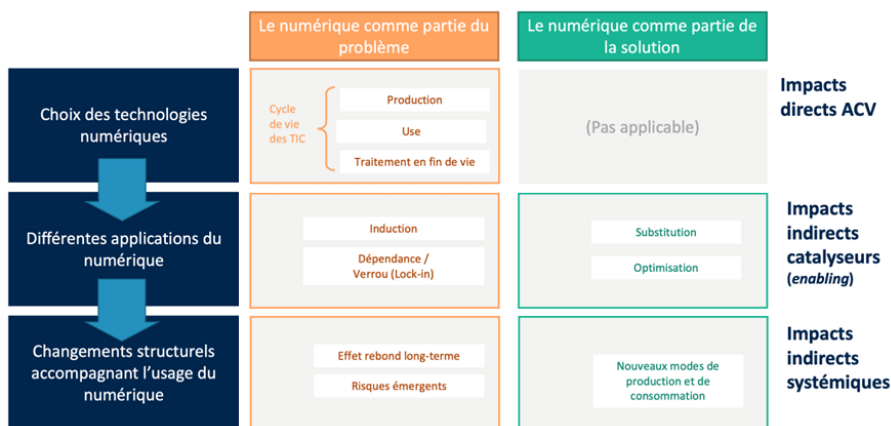 Le numérique comme partie du
problème
Le numérique comme partie de
la solution
Choix des technologies
numériques
Cycle
de vie
des TIC
Production
Use
Traitement en fin de vie
(Pas applicable)
Impacts
directs ACV
Différentes applications du
numérique
Induction
Dépendance /
Verrou (Lock-in)
Substitution
Optimisation
Impacts
indirects
catalyseurs
(enabling)
Changements structurels
accompagnant l'usage du
numérique
Effet rebond long-terme
Risques émergents
Nouveaux modes de
production et de
consommation
Impacts
indirects
systémiques